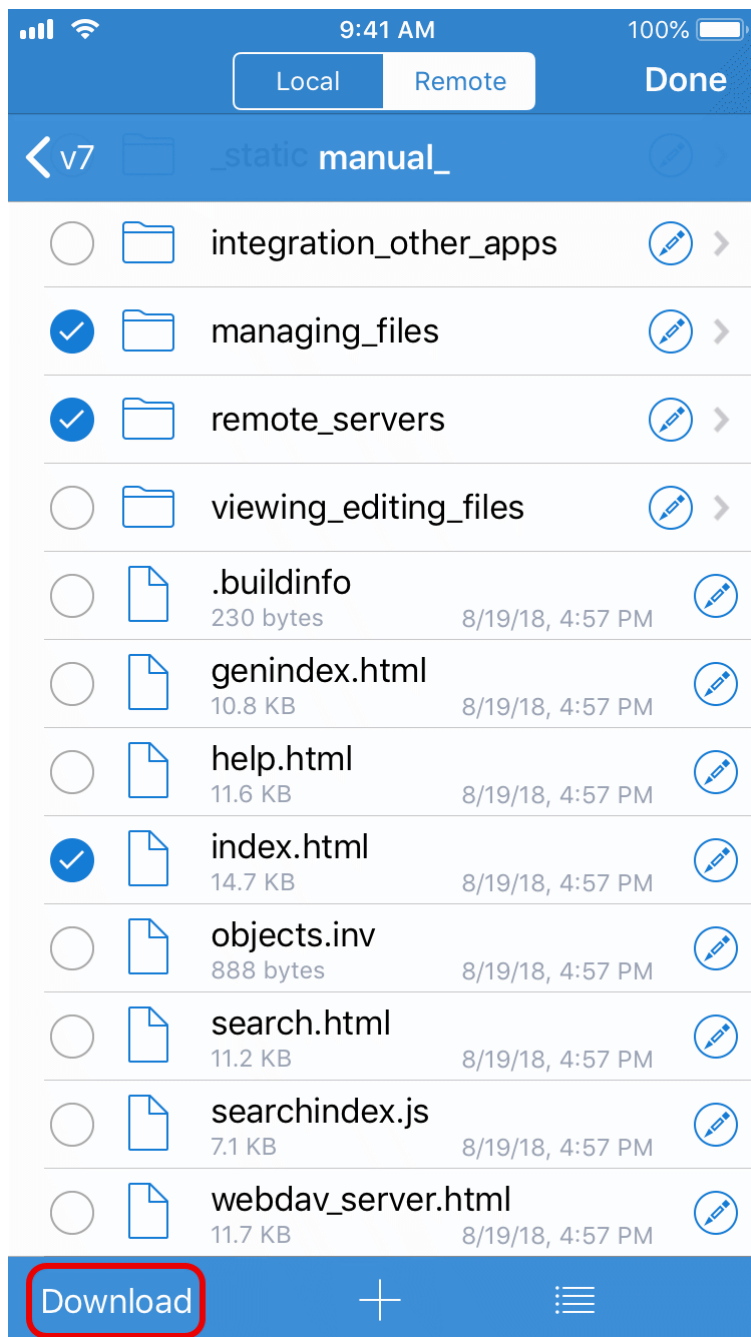 9:41 AM 100%
Local Remote Done
v7 _static manual_
integration_other_apps
managing_files
remote_servers
viewing_editing_files
.buildinfo
230 bytes 8/19/18, 4:57 PM
genindex.html
10.8 KB 8/19/18, 4:57 PM
help.html
11.6 KB 8/19/18, 4:57 PM
index.html
14.7 KB 8/19/18, 4:57 PM
objects.inv
888 bytes 8/19/18, 4:57 PM
search.html
11.2 KB 8/19/18, 4:57 PM
searchindex.js
7.1 KB 8/19/18, 4:57 PM
webdav_server.html
11.7 KB 8/19/18, 4:57 PM
Download